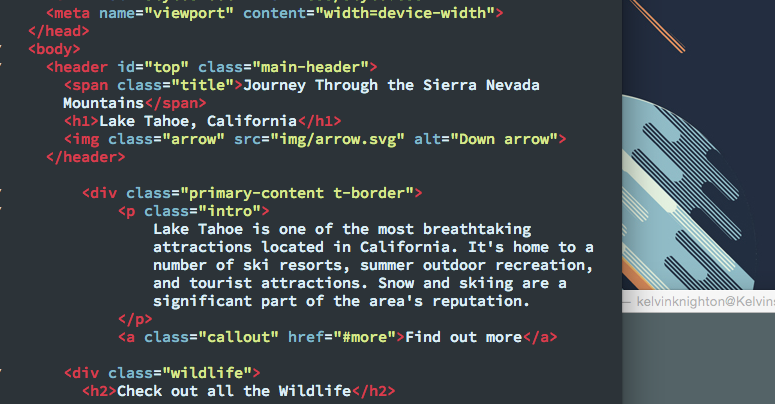 <meta name="viewport" content="width=device-width">
</head>
<body>
<header id="top" class="main-header">
<span class="title">Journey Through the Sierra Nevada
Mountains</span>
<h1>Lake Tahoe, California</h1>
<img class="arrow" src="img/arrow.svg" alt="Down arrow">
</header>
<div class="primary-content t-border">
<p class="intro">
Lake Tahoe is one of the most breathtaking
attractions located in California. It's home to a
number of ski resorts, summer outdoor recreation,
and tourist attractions. Snow and skiing are a
significant part of the area's reputation.
</p>
<a class="callout" href="#more">Find out more</a>
<div class="wildlife">
<h2>Check out all the Wildlife</h2>
— kelvinknighton@Kelvins